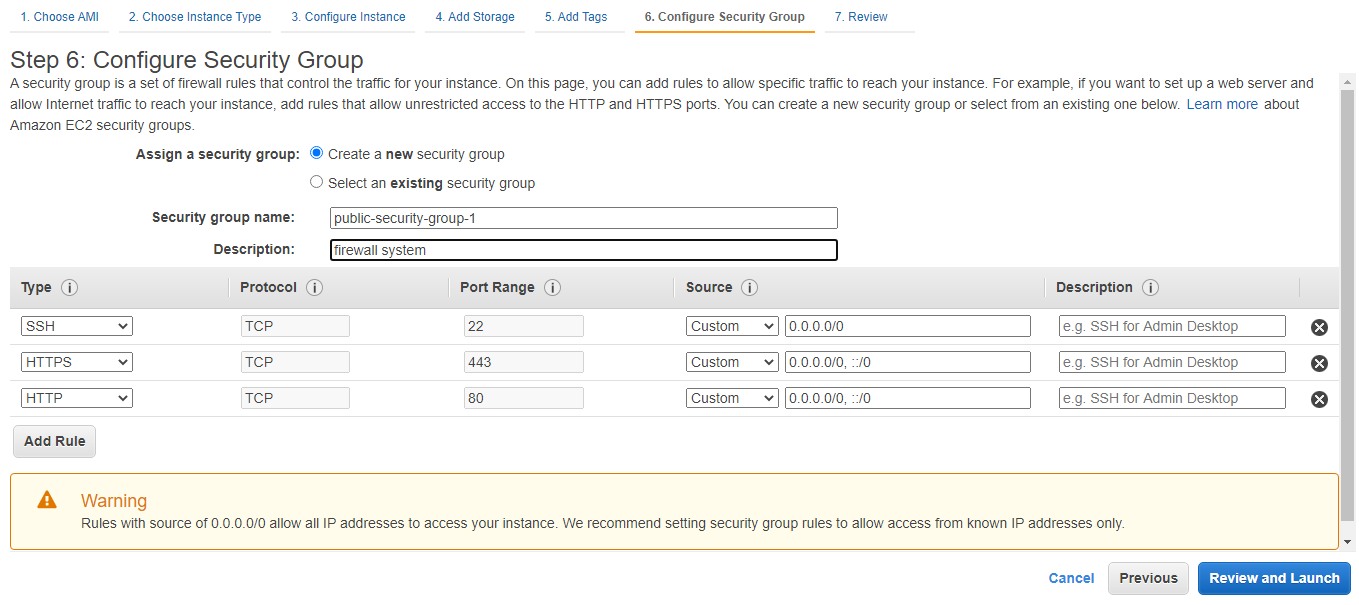 1. Choose AMI 2. Choose Instance Type 3. Configure Instance 4. Add Storage 5. Add Tags 6. Configure Security Group 7. Review
Step 6: Configure Security Group
A security group is a set of firewall rules that control the traffic for your instance. On this page, you can add rules to allow specific traffic to reach your instance. For example, if you want to set up a web server and
allow Internet traffic to reach your instance, add rules that allow unrestricted access to the HTTP and HTTPS ports. You can create a new security group or select from an existing one below. Learn more about
Amazon EC2 security groups.
Assign a security group: Create a new security group
Select an existing security group
Security group name: public-security-group-1
Description: firewall system
Type i Protocol i Port Range i Source i Description i
SSH TCP 22 Custom 0.0.0.0/0 e.g. SSH for Admin Desktop
HTTPS TCP 443 Custom 0.0.0.0/0, ::/0 e.g. SSH for Admin Desktop
HTTP TCP 80 Custom 0.0.0.0/0, ::/0 e.g. SSH for Admin Desktop
Add Rule
Warning
Rules with source of 0.0.0.0/0 allow all IP addresses to access your instance. We recommend setting security group rules to allow access from known IP addresses only.
Cancel Previous Review and Launch